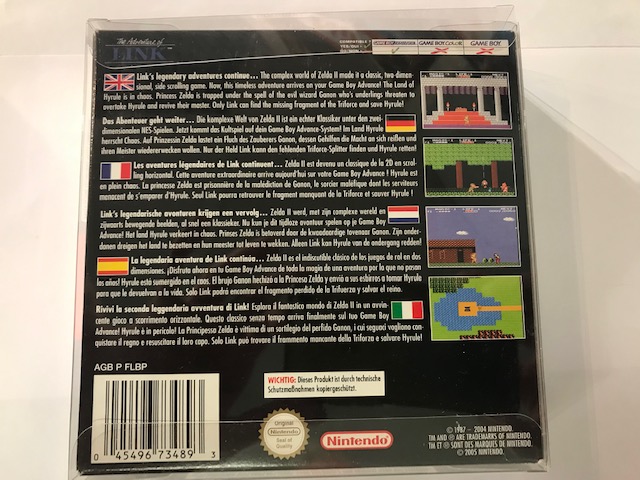 The Adventure of
LINK
COMPATIBLE
GAME BOY ADVANCE
GAME BOY COLOR
GAME BOY
Link's legendary adventures continue... The complex world of Zelda II made it a classic, two-dimen-
sional, side scrolling game. Now, this timeless adventure arrives on your Game Boy Advance! The Land of
Hyrule is in chaos. Princess Zelda is trapped under the spell of the evil wizard Ganon who's underlings threaten to
overtake Hyrule and revive their master. Only Link can find the missing fragment of the Triforce and save Hyrule!
Das Abenteuer geht weiter... Die komplexe Welt von Zelda II ist ein echter Klassiker unter den zwei-
dimensionalen NES-Spielen. Jetzt kommt das Kultspiel auf dein Game Boy Advance-System! Im Land Hyrule
herrscht Chaos. Auf Prinzessin Zelda lastet ein Fluch des Zauberers Ganon, dessen Gehilfen die Macht an sich reißen und
ihren Meister wiedererwecken wollen. Nur der Held Link kann den fehlenden Triforce-Splitter finden und Hyrule retten!
Les aventures légendaires de Link continuent... Zelda II est devenu un classique de la 2D en scrol-
ling horizontal. Cette aventure extraordinaire arrive aujourd'hui sur votre Game Boy Advance ! Hyrule est
en plein chaos. La princesse Zelda est prisonnière de la malédiction de Ganon, le sorcier maléfique dont les serviteurs
menacent de s'emparer d'Hyrule. Seul Link pourra retrouver le fragment manquant de la Triforce et sauver Hyrule !
Link's legendarische avonturen krijgen een vervolg... Zelda II werd, met zijn complexe wereld en
zijwaarts bewegende beelden, al snel een klassieker. Nu kun je dit tijdloze avontuur spelen op je Game Boy
Advance! Het land Hyrule verkeert in chaos. Prinses Zelda is betoverd door de kwaadaardige tovenaar Ganon. Zijn onder-
danen dreigen het land te bezetten en hun meester tot leven te wekken. Alleen Link kan Hyrule van de ondergang redden!
La legendaria aventura de Link continúa... Zelda II es el indiscutible clásico de los juegos de rol en dos
dimensiones. ¡Disfruta ahora en tu Game Boy Advance de toda la magia de una aventura por la que no pasan
los años! Hyrule está sumergido en el caos. El brujo Ganon hechizó a la Princesa Zelda y envió a sus esbirros a tomar Hyrule
para que le devuelvan a la vida. Solo Link podrá encontrar el fragmento perdido de la Trifuerza y salvar el reino.
Rivivi la seconda leggendaria avventura di Link! Esplora il fantastico mondo di Zelda II in un avvin-
cente gioco a scorrimento orizzontale. Questo classico senza tempo arriva finalmente sul tuo Game Boy
Advance! Hyrule è in pericolo! La Principessa Zelda è vittima di un sortilegio del perfido Ganon, i cui seguaci vogliono con-
quistare il regno e resuscitare il loro capo. Solo Link può trovare il frammento mancante della Triforza e salvare Hyrule!
AGB P FLBP
WICHTIG: Dieses Produkt ist durch technische
Schutzmaßnahmen kopiergeschützt.
0 45496 73489 3
Original
Nintendo
Seal of
Quality
Nintendo
© 1987 - 2004 NINTENDO.
TM AND ® ARE TRADEMARKS OF NINTENDO.
TM ET ® SONT DES MARQUES DE NINTENDO.
© 2005 NINTENDO.